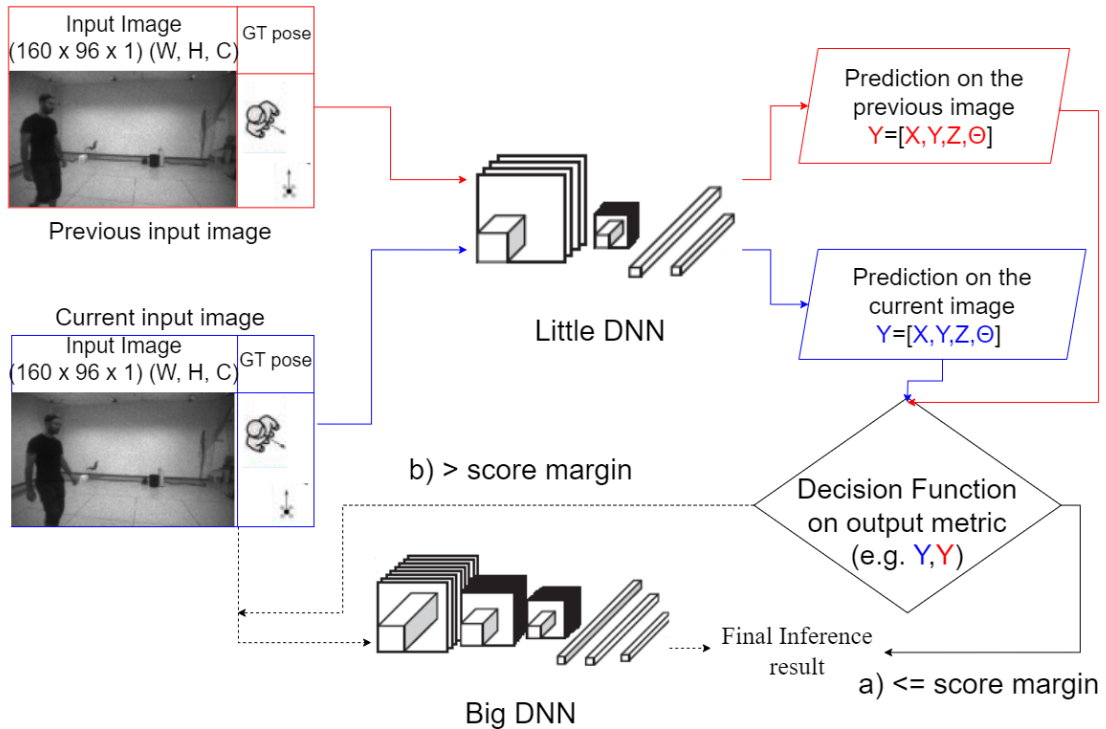 Input Image
(160 x 96 x 1) (W, H, C)
GT pose
Previous input image
Current input image
Input Image
(160 x 96 x 1) (W, H, C)
GT pose
Little DNN
Prediction on the
previous image
Y=[X,Y,Z,Θ]
Prediction on the
current image
Y=[X,Y,Z,Θ]
b) > score margin
Decision Function
on output metric
(e.g. Y,Y)
Final Inference
result
a) <= score margin
Big DNN